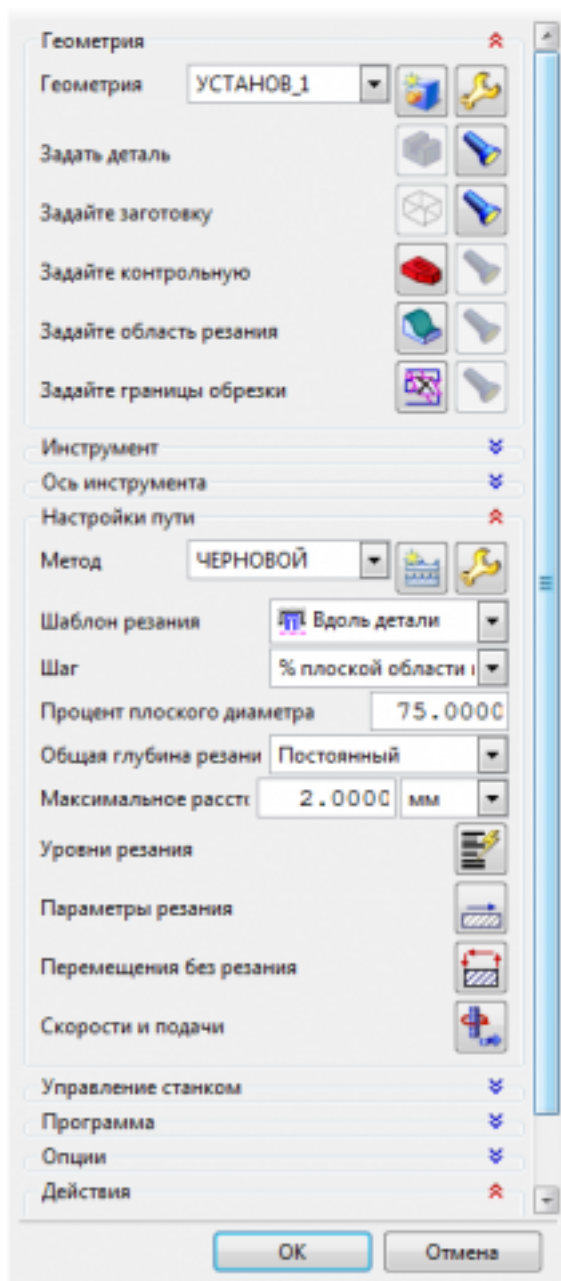 Геометрия
Геометрия УСТАНОВ_1
Задать деталь
Задайте заготовку
Задайте контрольную
Задайте область резания
Задайте границы обрезки
Инструмент
Ось инструмента
Настройки пути
Метод ЧЕРНОВОЙ
Шаблон резания Вдоль детали
Шаг % плоской области
Процент плоского диаметра 75.0000
Общая глубина резани Постоянный
Максимальное расст 2.0000 мм
Уровни резания
Параметры резания
Перемещения без резания
Скорости и подачи
Управление станком
Программа
Опции
Действия
ОК Отмена